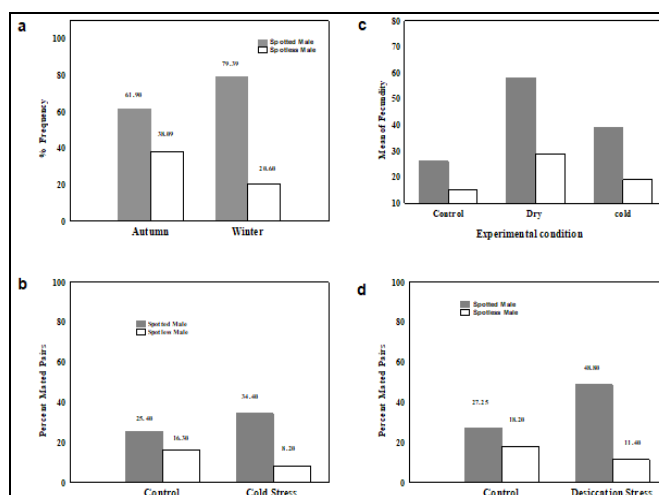 a
100
80
60
40
20
0
% Frequency
Spotted Male
Spotless Male
61.90
38.09
79.39
20.60
Autumn
Winter
c
80
70
60
50
40
30
20
10
Mean of Fecundity
Control
Dry
cold
Experimental condition
b
100
80
60
40
20
0
Percent Mated Pairs
Spotted Male
Spotless Male
25.40
16.30
34.40
8.20
Control
Cold Stress
d
100
80
60
40
20
0
Percent Mated Pairs
Spotted Male
Spotless Male
27.25
18.20
48.80
11.40
Control
Desiccation Stress